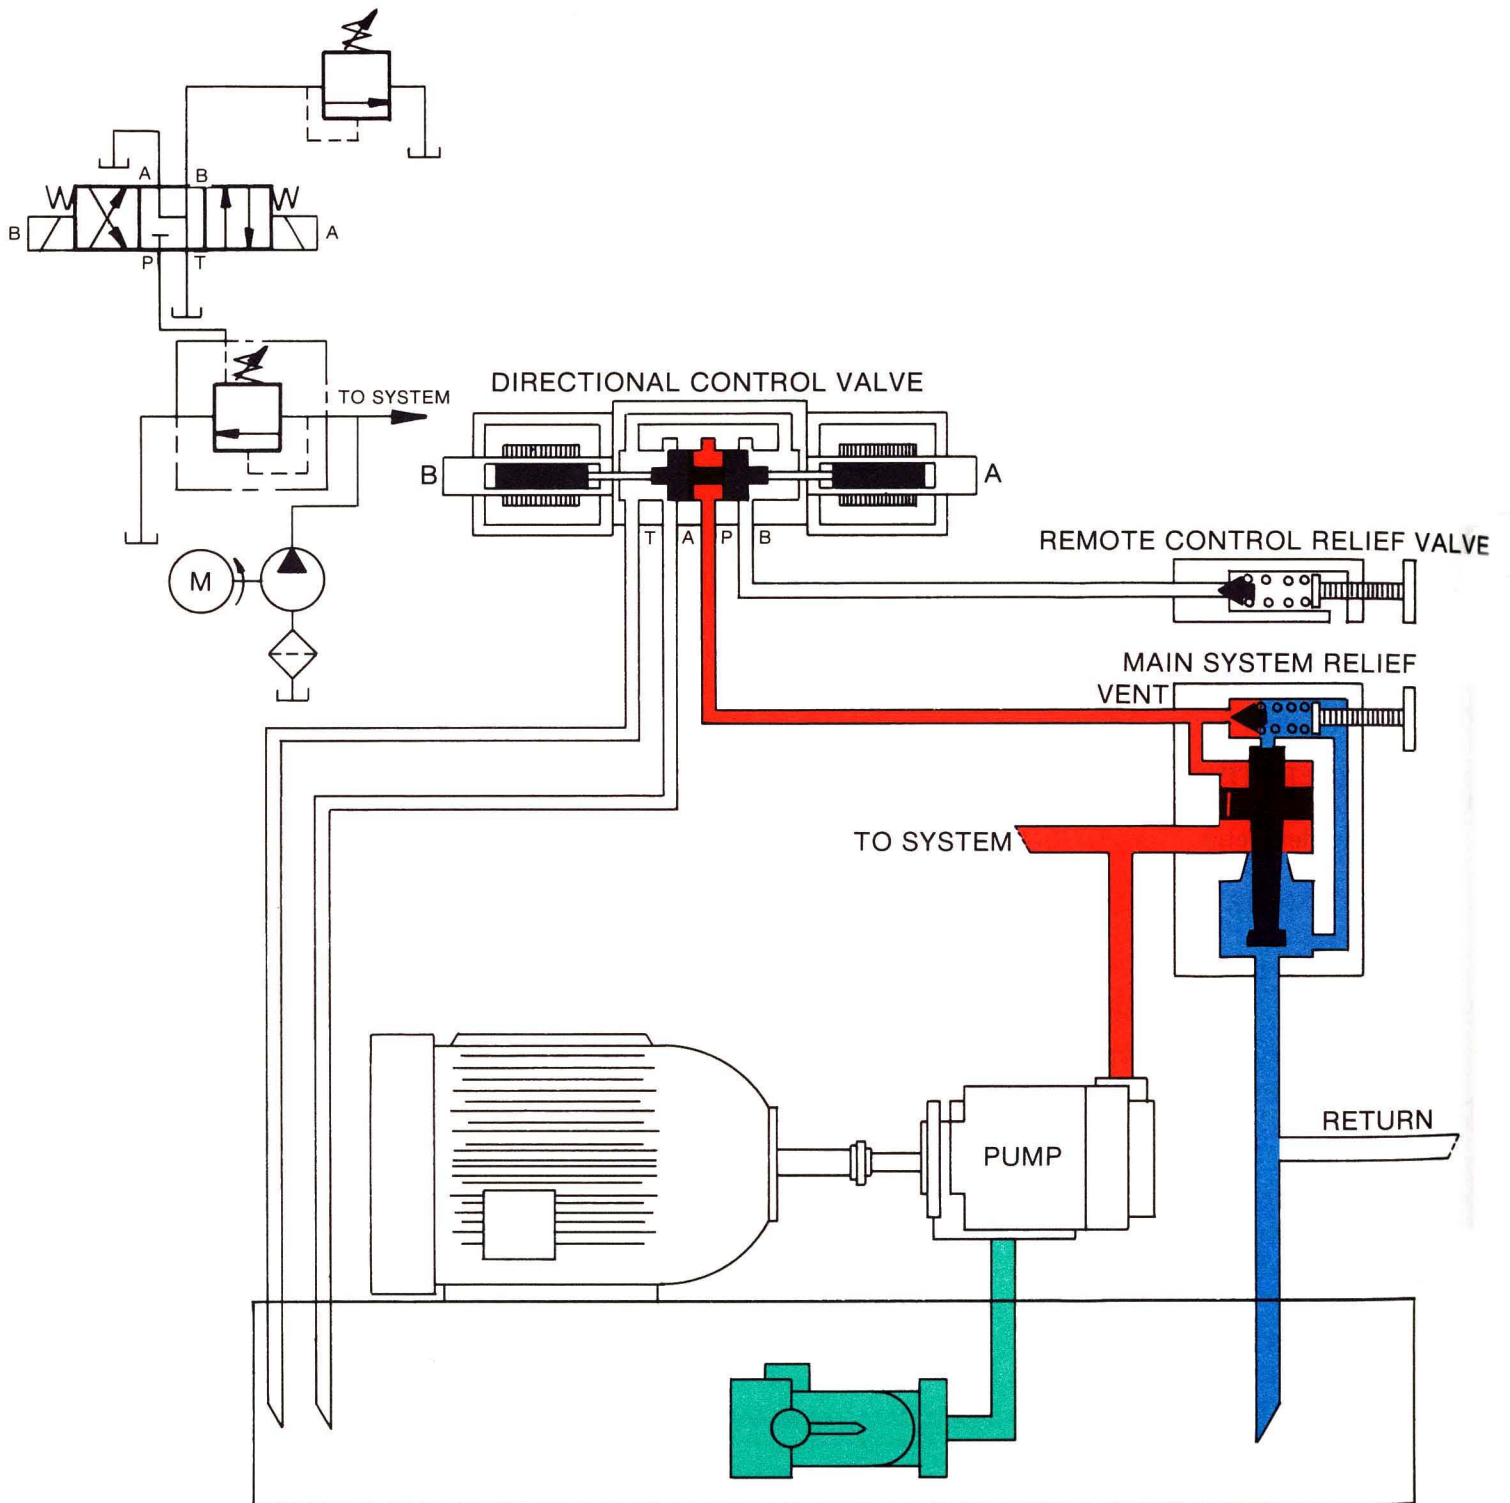 A B
B A
P T
TO SYSTEM
M
DIRECTIONAL CONTROL VALVE
B A
T A P B
REMOTE CONTROL RELIEF VALVE
MAIN SYSTEM RELIEF
VENT
TO SYSTEM
PUMP
RETURN